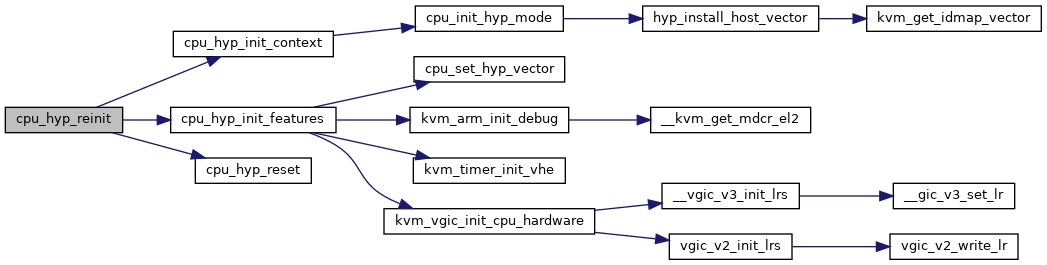 cpu_hyp_reinit
cpu_hyp_init_context
cpu_init_hyp_mode
hyp_install_host_vector
kvm_get_idmap_vector
cpu_hyp_init_features
cpu_set_hyp_vector
kvm_arm_init_debug
__kvm_get_mdcr_el2
kvm_timer_init_vhe
kvm_vgic_init_cpu_hardware
__vgic_v3_init_lrs
__gic_v3_set_lr
vgic_v2_init_lrs
vgic_v2_write_lr
cpu_hyp_reset